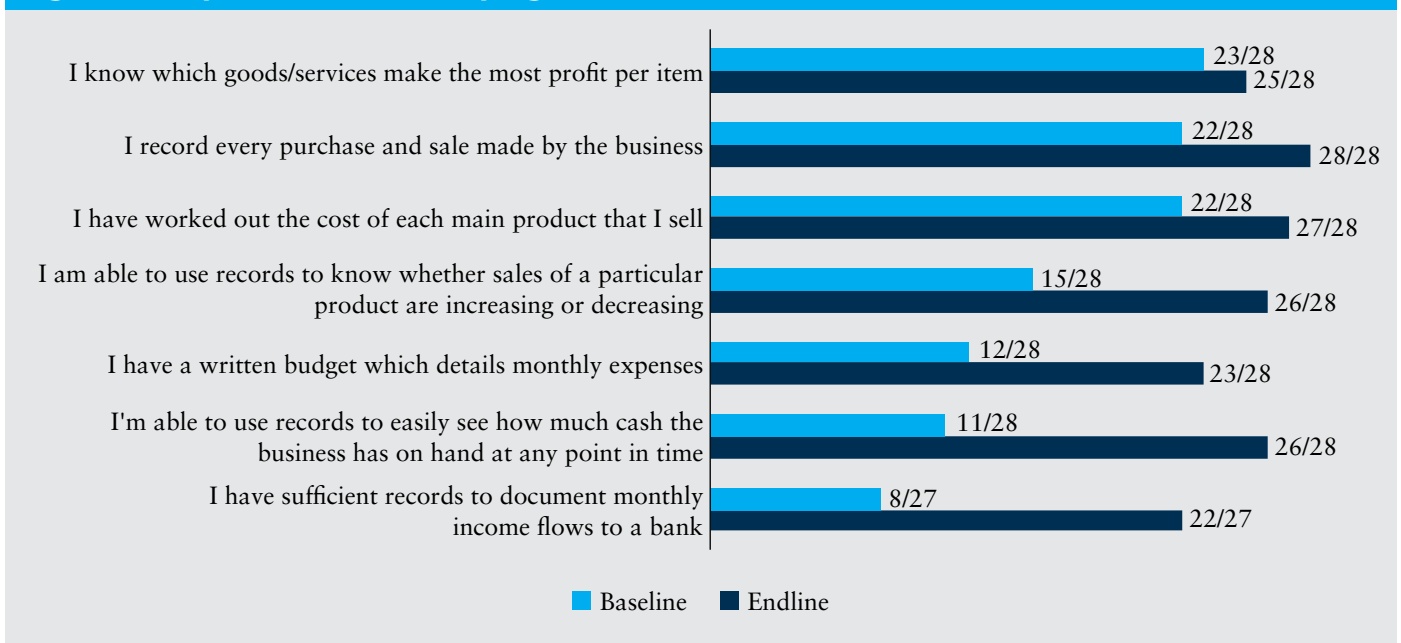 I know which goods/services make the most profit per item
23/28
25/28
I record every purchase and sale made by the business
22/28
28/28
I have worked out the cost of each main product that I sell
22/28
27/28
I am able to use records to know whether sales of a particular
product are increasing or decreasing
15/28
26/28
I have a written budget which details monthly expenses
12/28
23/28
I'm able to use records to easily see how much cash the
business has on hand at any point in time
11/28
26/28
I have sufficient records to document monthly
income flows to a bank
8/27
22/27
Baseline
Endline